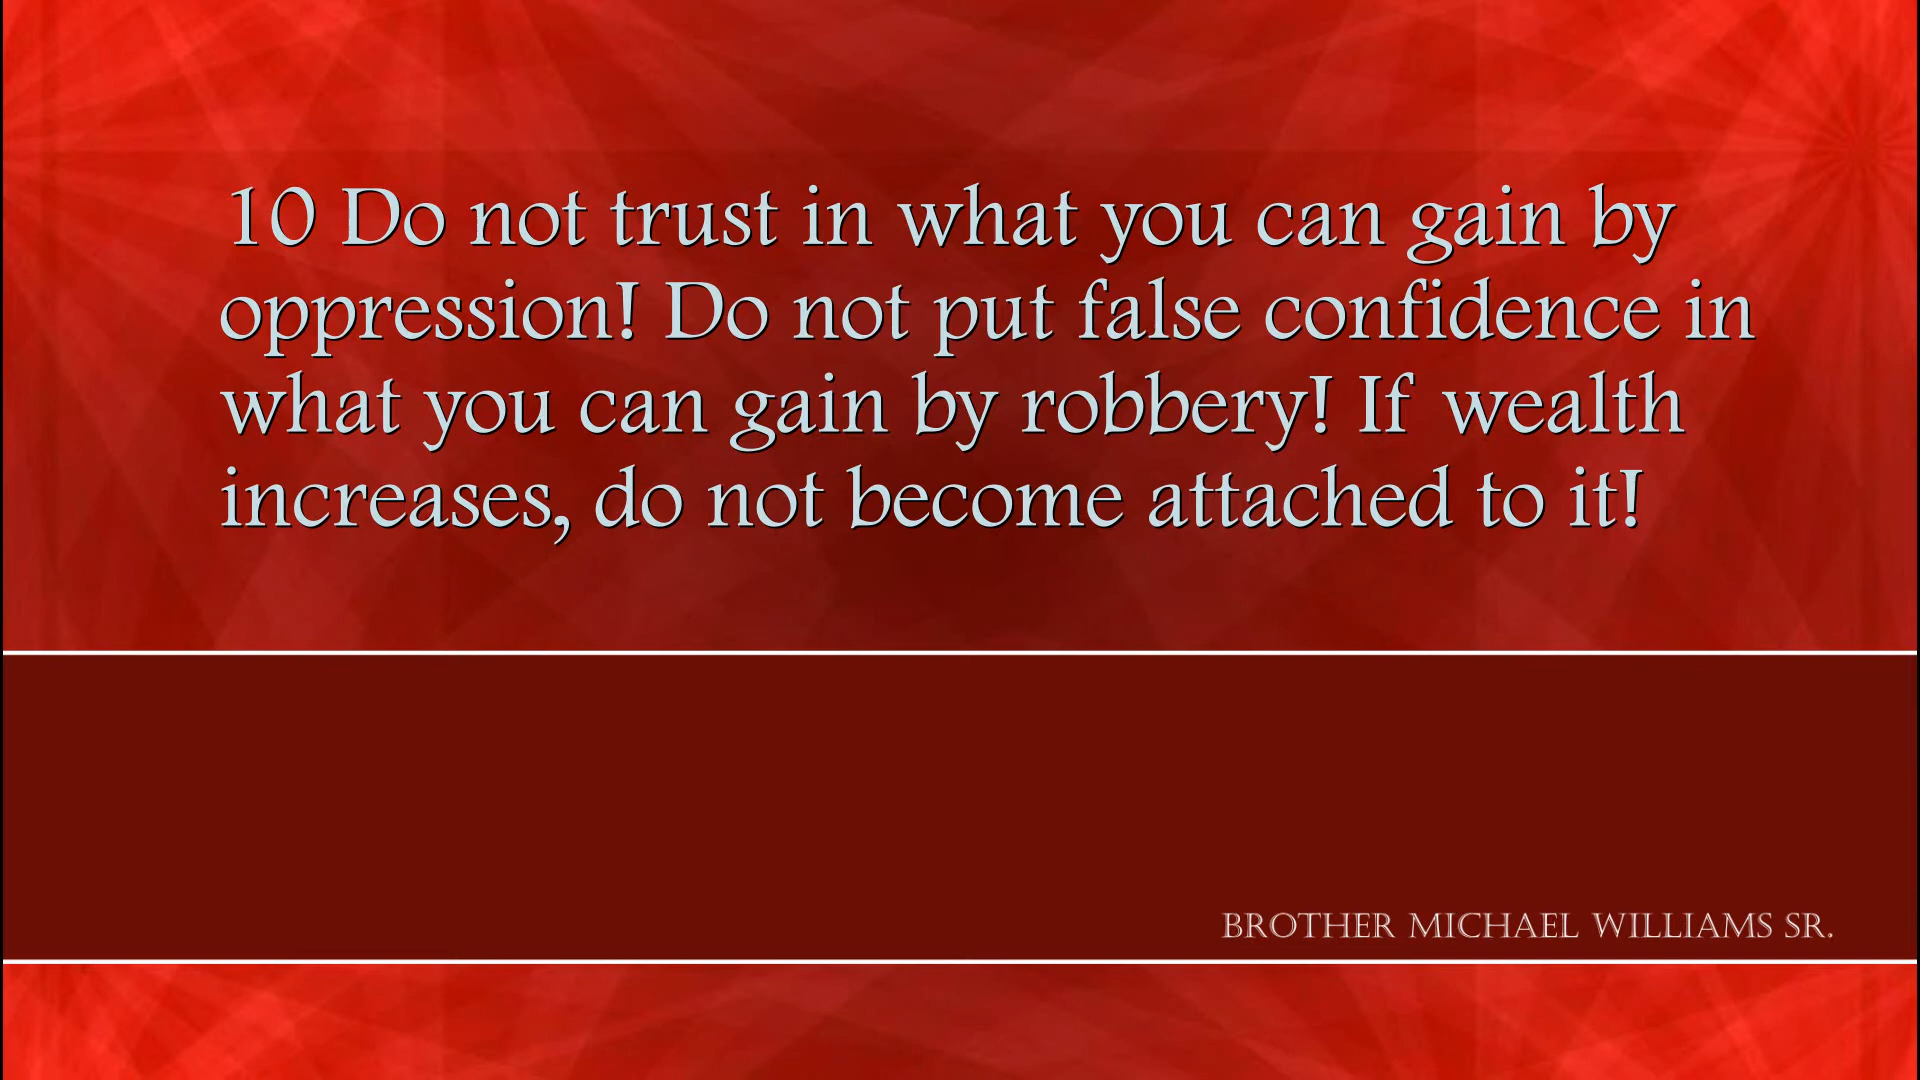 10 Do not trust in what you can gain by
oppression! Do not put false confidence in
what you can gain by robbery! If wealth
increases, do not become attached to it!
BROTHER MICHAEL WILLIAMS SR.